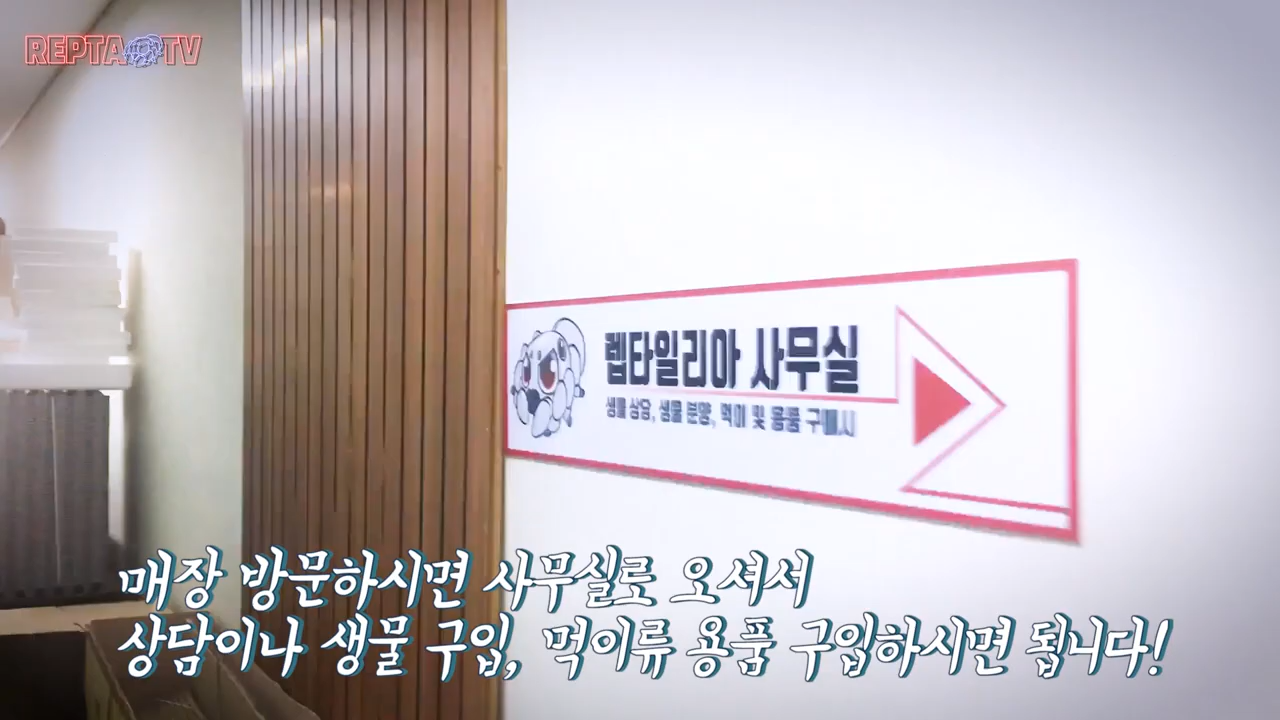 REPTA TV
렙타일리아 사무실
생물 상담, 생물 분양, 먹이 및 용품 구매시
매장 방문하시면 사무실로 오셔서
상담이나 생물 구입, 먹이류 용품 구입하시면 됩니다!